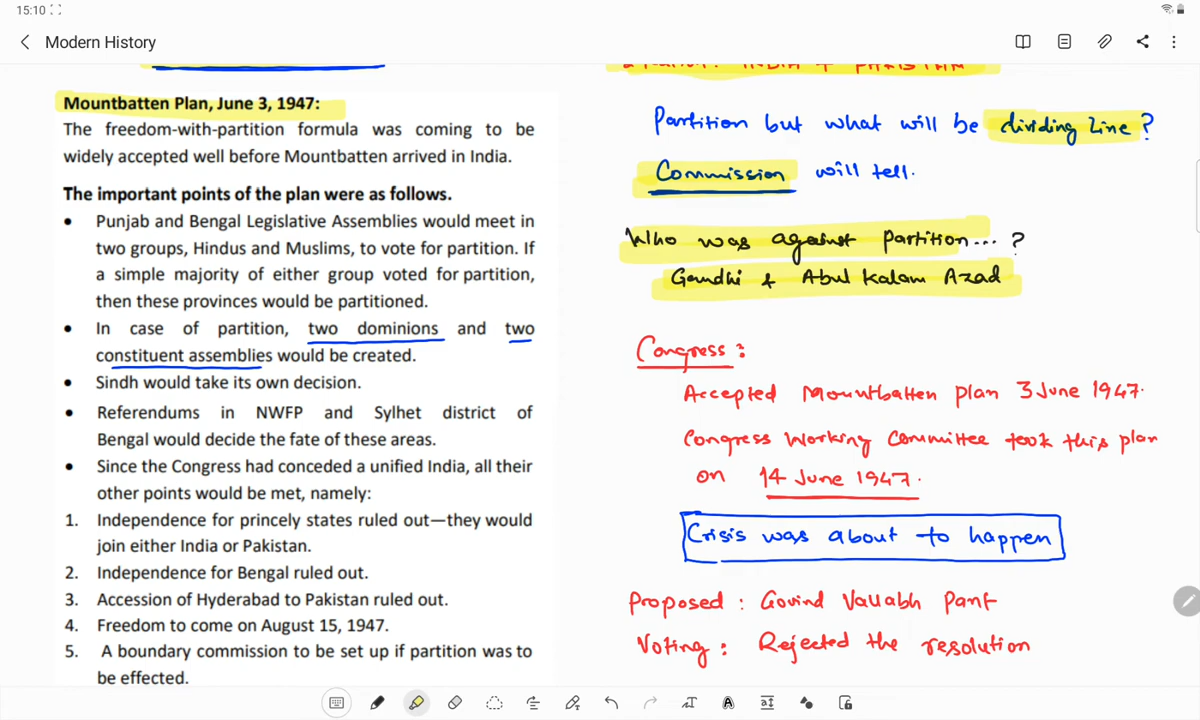 15:10
Modern History
Mountbatten Plan, June 3, 1947:
The freedom-with-partition formula was coming to be
widely accepted well before Mountbatten arrived in India.
The important points of the plan were as follows.
• Punjab and Bengal Legislative Assemblies would meet in
two groups, Hindus and Muslims, to vote for partition. If
a simple majority of either group voted for partition,
then these provinces would be partitioned.
• In case of partition, two dominions and two
constituent assemblies would be created.
• Sindh would take its own decision.
• Referendums in NWFP and Sylhet district of
Bengal would decide the fate of these areas.
• Since the Congress had conceded a unified India, all their
other points would be met, namely:
1. Independence for princely states ruled out—they would
join either India or Pakistan.
2. Independence for Bengal ruled out.
3. Accession of Hyderabad to Pakistan ruled out.
4. Freedom to come on August 15, 1947.
5. A boundary commission to be set up if partition was to
be effected.
INDIA + PAKISTAN
Partition but what will be dividing Line?
Commission will tell.
Who was against Partition... ?
Gandhi & Abul Kalam Azad
Congress :
Accepted Mountbatten plan 3 June 1947.
Congress Working Committee took this plan
on 14 June 1947.
Crisis was about to happen
Proposed : Govind Vallabh Pant
Voting : Rejected the resolution